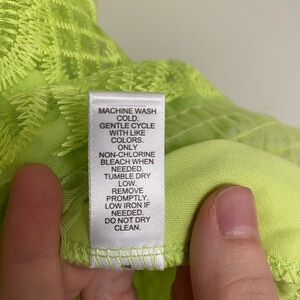 MACHINE WASH
COLD.
GENTLE CYCLE
WITH LIKE
COLORS.
ONLY
NON-CHLORINE
BLEACH WHEN
NEEDED.
TUMBLE DRY
LOW.
REMOVE
PROMPTLY.
LOW IRON IF
NEEDED.
DO NOT DRY
CLEAN.